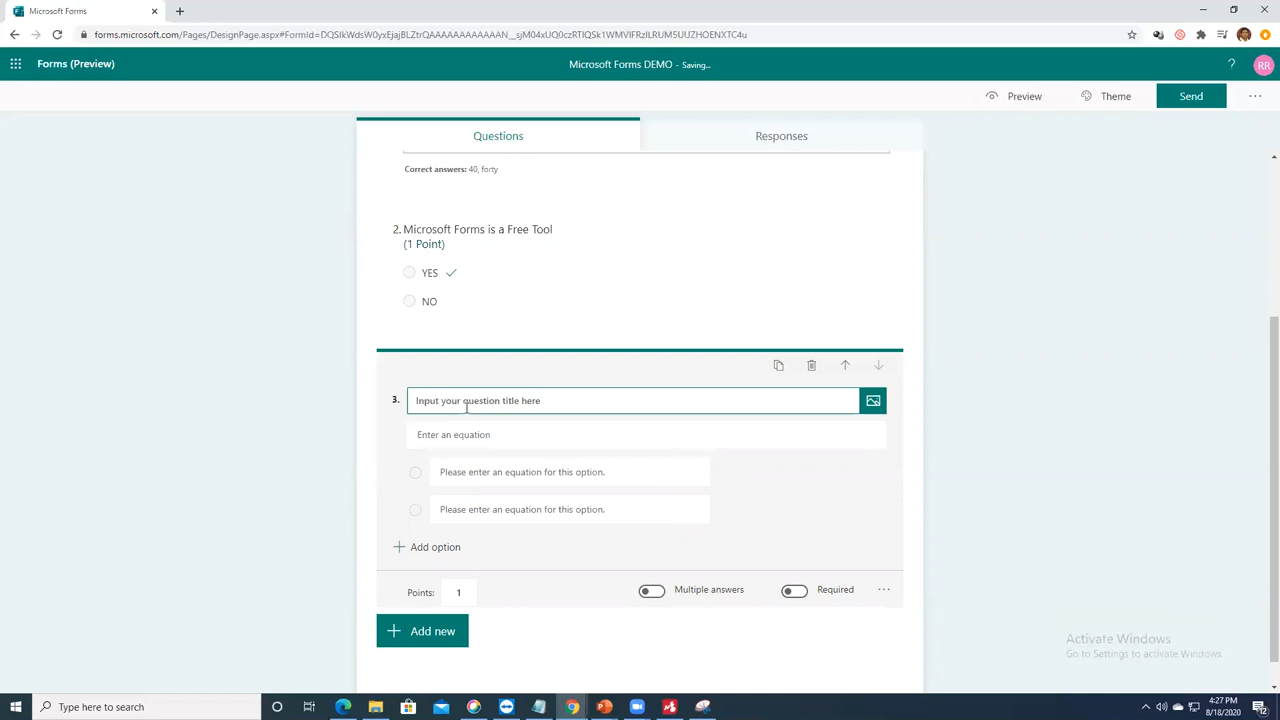 Microsoft Forms
forms.microsoft.com/Pages/DesignPage.aspx#FormId=DQSIkWdsW0yxEjajBLZtrQAAAAAAAAAAAAN__sjM04xUQ0czRTlQSk1WMVlFRzlLRUM5UUZHOENXTC4u
Forms (Preview)
Microsoft Forms DEMO - Saving...
?
RR
Preview
Theme
Send
Questions
Responses
Correct answers: 40, forty
2. Microsoft Forms is a Free Tool
(1 Point)
YES
NO
3.
Input your question title here
Enter an equation
Please enter an equation for this option.
Please enter an equation for this option.
Add option
Points:
1
Multiple answers
Required
Add new
Activate Windows
Go to Settings to activate Windows.
Type here to search
4:27 PM
8/18/2020
12